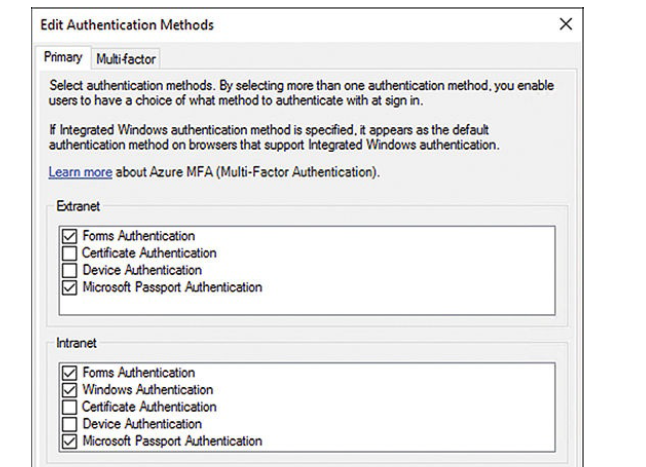 Edit Authentication Methods
Primary Multi-factor
Select authentication methods. By selecting more than one authentication method, you enable
users to have a choice of what method to authenticate with at sign in.
If Integrated Windows authentication method is specified, it appears as the default
authentication method on browsers that support Integrated Windows authentication.
Learn more about Azure MFA (Multi-Factor Authentication).
Extranet
Forms Authentication
Certificate Authentication
Device Authentication
Microsoft Passport Authentication
Intranet
Forms Authentication
Windows Authentication
Certificate Authentication
Device Authentication
Microsoft Passport Authentication